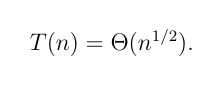 T(n) = Θ(n^{1/2}).